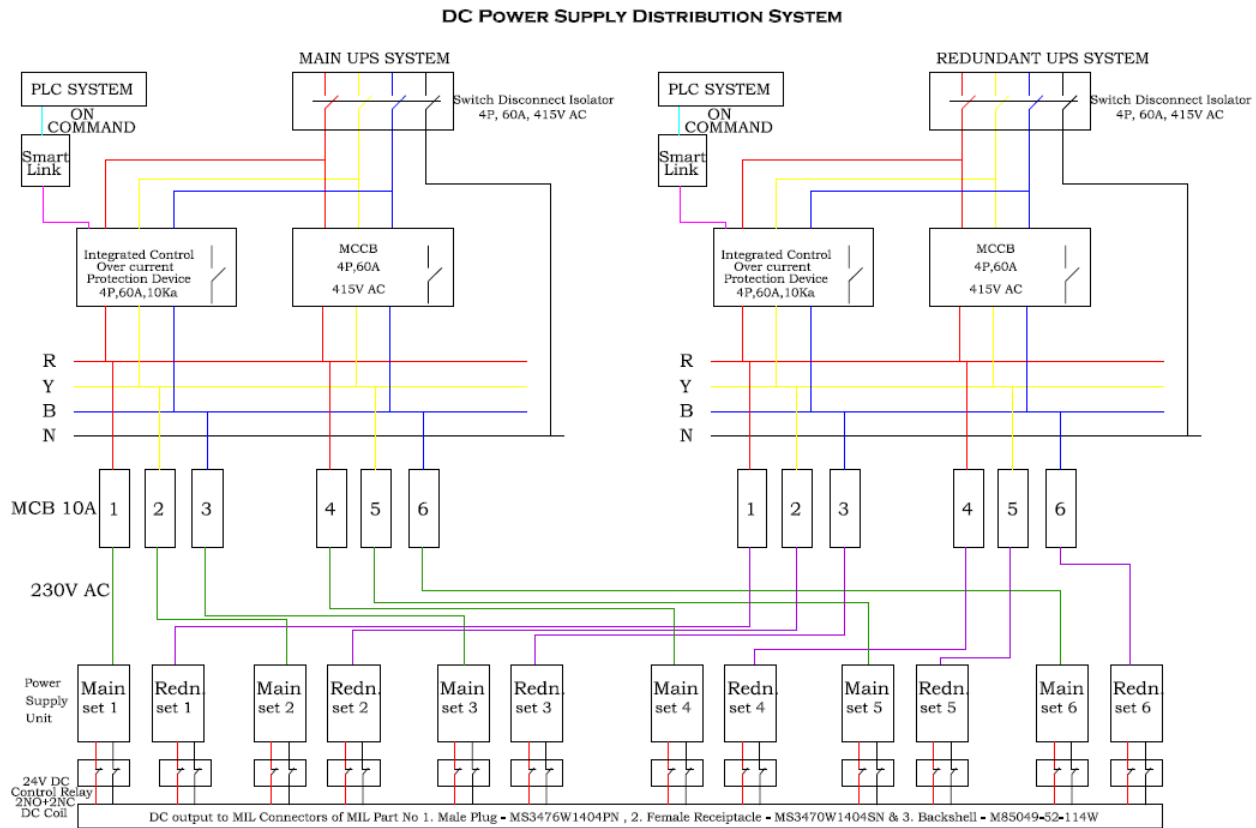 DC POWER SUPPLY DISTRIBUTION SYSTEM
MAIN UPS SYSTEM
REDUNDANT UPS SYSTEM
PLC SYSTEM
PLC SYSTEM
Switch Disconnect Isolator
4P, 60A, 415V AC
Switch Disconnect Isolator
4P, 60A, 415V AC
ON
COMMAND
ON
COMMAND
Smart
Link
Smart
Link
Integrated Control
Over current
Protection Device
4P,60A,10Ka
MCCB
4P,60A
415V AC
Integrated Control
Over current
Protection Device
4P,60A,10Ka
MCCB
4P,60A
415V AC
R
Y
B
N
R
Y
B
N
MCB 10A
1
2
3
4
5
6
1
2
3
4
5
6
230V AC
Power
Supply
Unit
Main
set 1
Redn.
set 1
Main
set 2
Redn.
set 2
Main
set 3
Redn.
set 3
Main
set 4
Redn.
set 4
Main
set 5
Redn.
set 5
Main
set 6
Redn.
set 6
24V DC
Control Relay
2NO+2NC
DC Coil
DC output to MIL Connectors of MIL Part No 1. Male Plug - MS3476W1404PN , 2. Female Receiptacle - MS3470W1404SN & 3. Backshell - M85049-52-114W